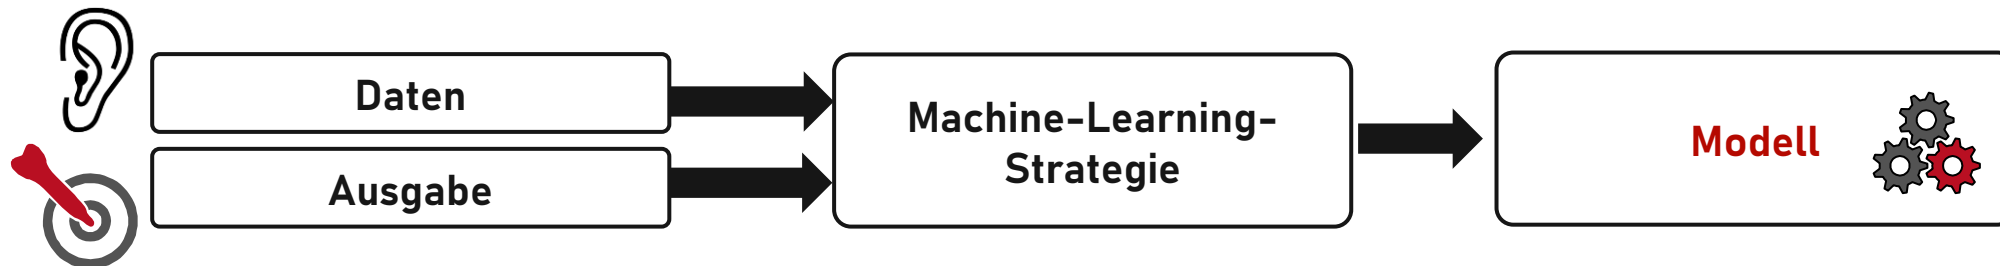 Daten
Ausgabe
Machine-Learning-
Strategie
Modell